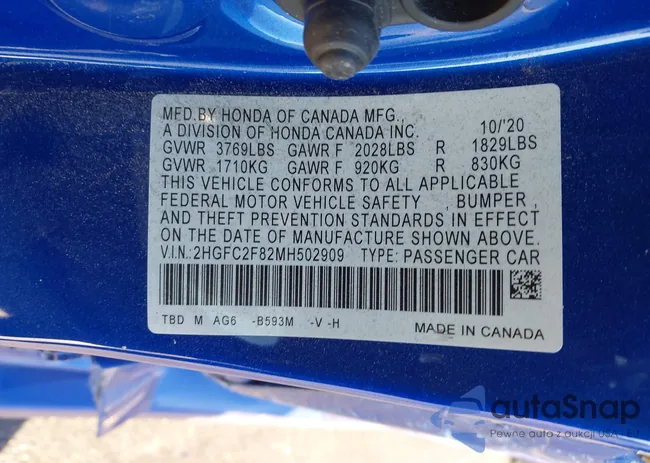 MFD.BY HONDA OF CANADA MFG.,
A DIVISION OF HONDA CANADA INC. 10/'20
GVWR 3769LBS GAWR F 2028LBS R 1829LBS
GVWR 1710KG GAWR F 920KG R 830KG
THIS VEHICLE CONFORMS TO ALL APPLICABLE
FEDERAL MOTOR VEHICLE SAFETY , BUMPER ,
AND THEFT PREVENTION STANDARDS IN EFFECT
ON THE DATE OF MANUFACTURE SHOWN ABOVE.
V.I.N.:2HGFC2F82MH502909 TYPE: PASSENGER CAR
TBD M AG6 -B593M -V -H
MADE IN CANADA
autaSnap
Pewne auto z aukcji USA